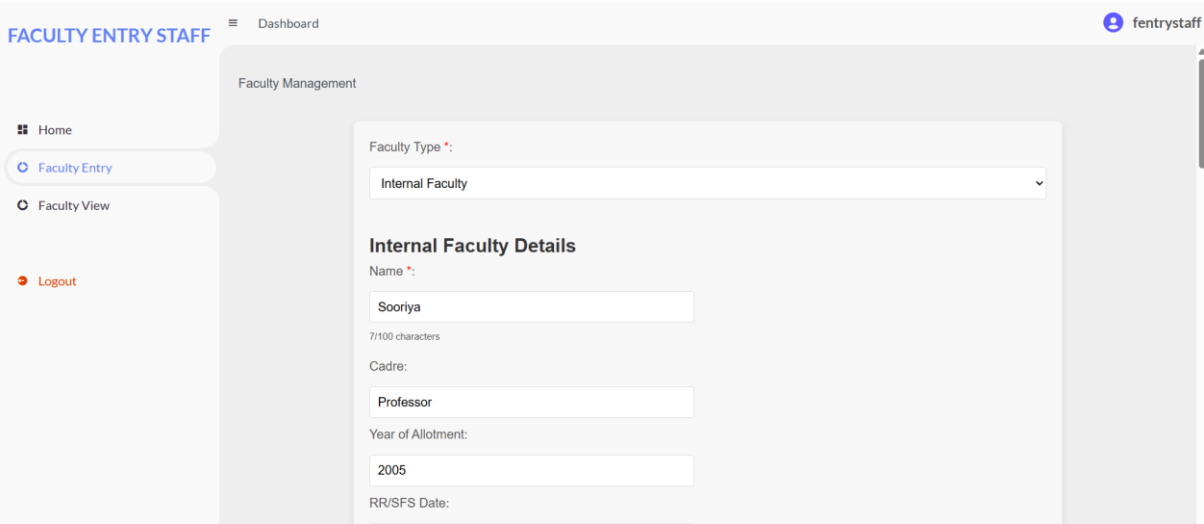 FACULTY ENTRY STAFF
Dashboard
fentrystaff
Home
Faculty Entry
Faculty View
Logout
Faculty Management
Faculty Type *:
Internal Faculty
Internal Faculty Details
Name *:
Sooriya
7/100 characters
Cadre:
Professor
Year of Allotment:
2005
RR/SFS Date: